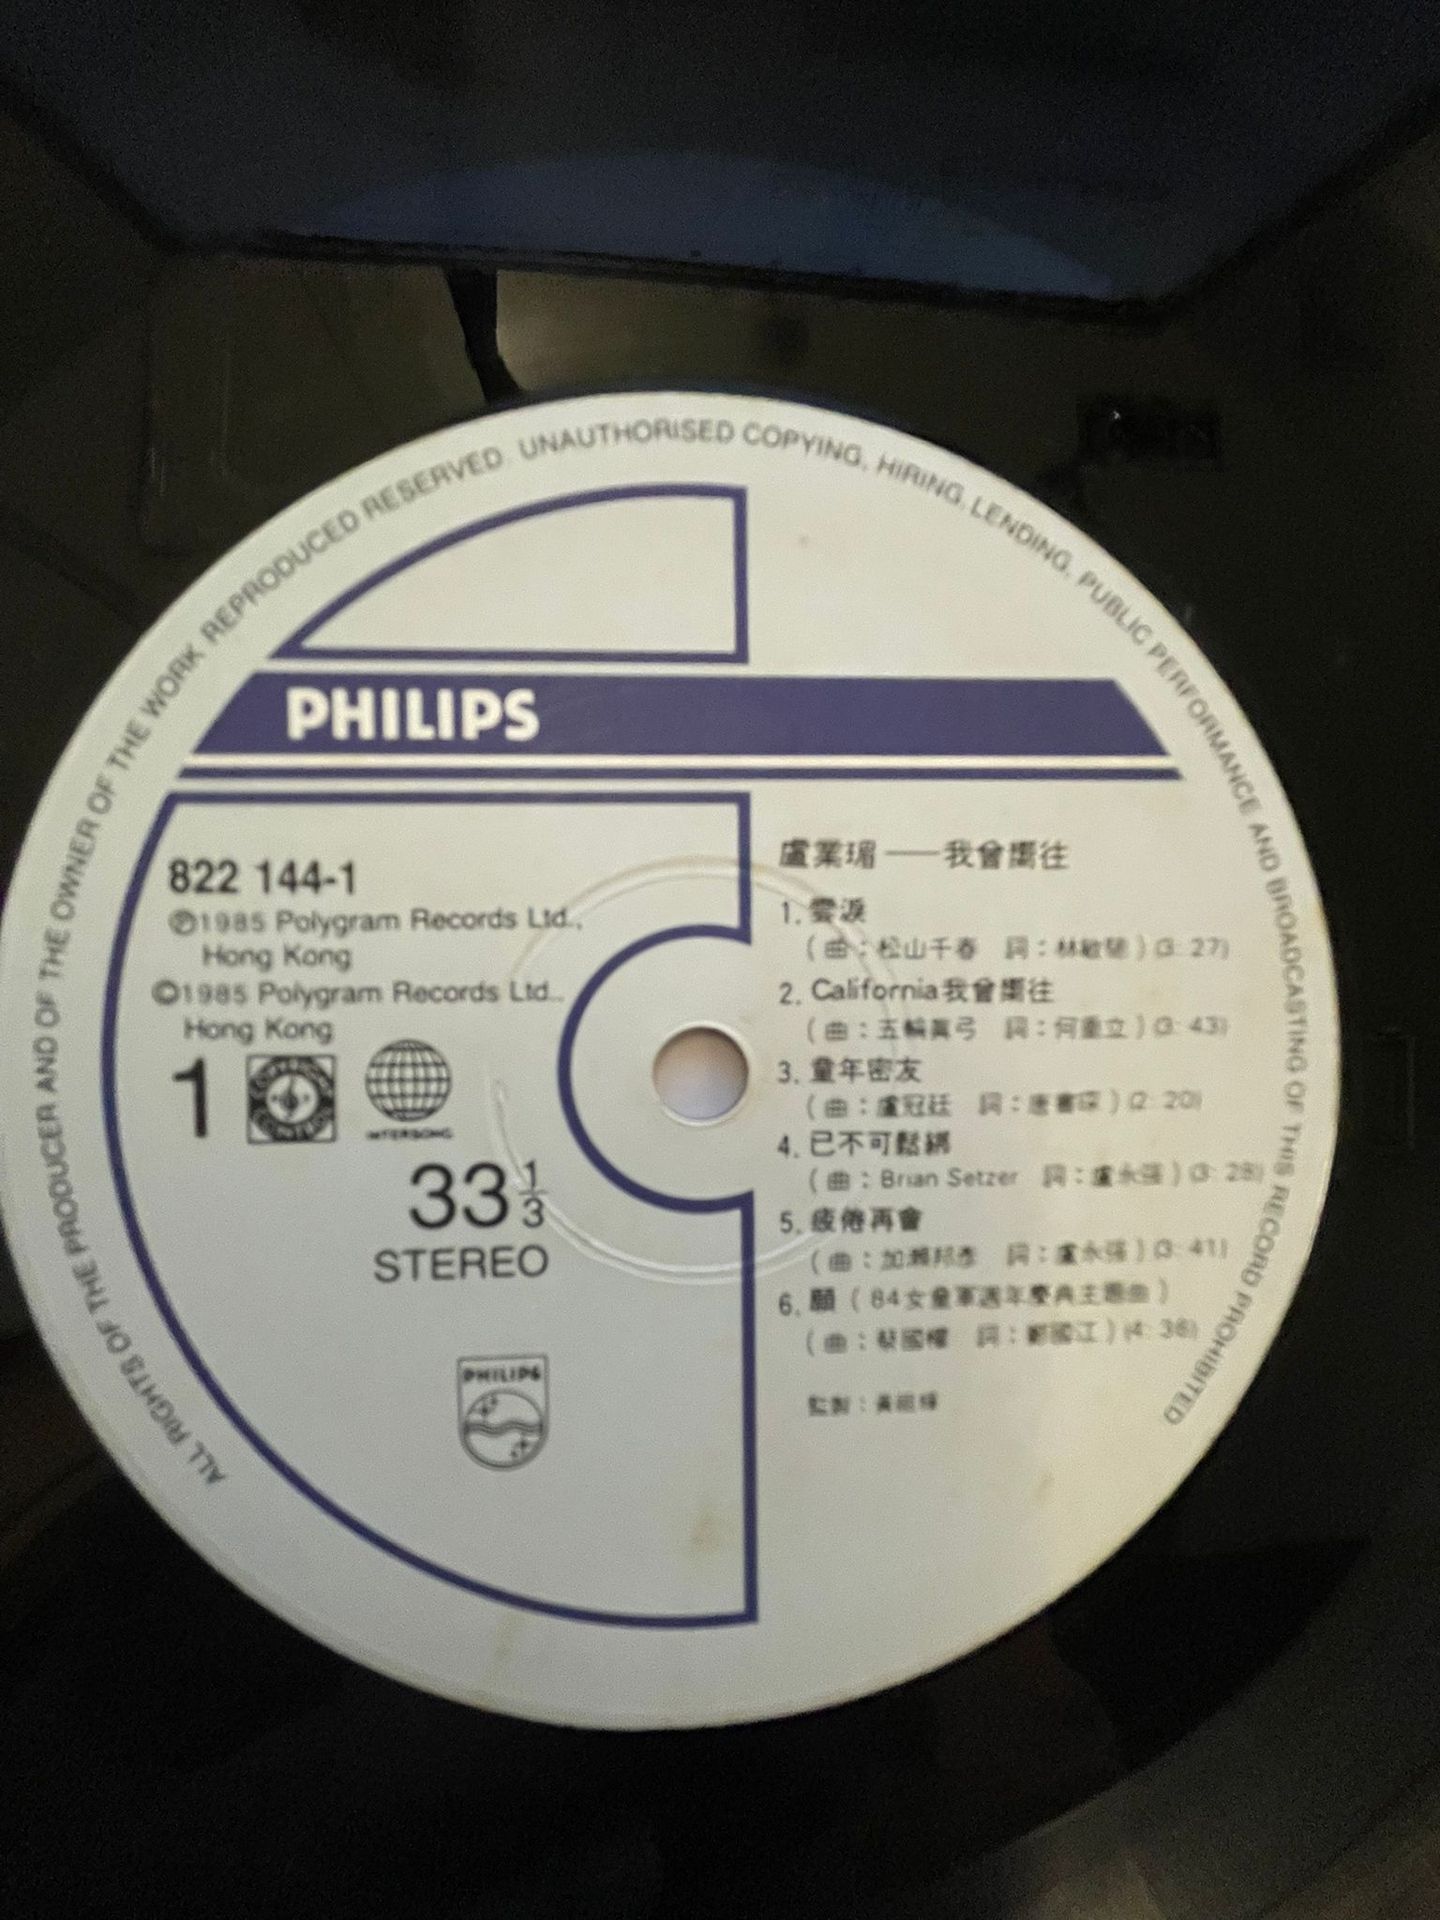 ALL RIGHTS OF THE PRODUCER AND OF THE OWNER OF THE WORK REPRODUCED RESERVED. UNAUTHORISED COPYING, HIRING, LENDING, PUBLIC PERFORMANCE AND BROADCASTING OF THIS RECORD PROHIBITED
PHILIPS
822 144-1
Ⓟ1985 Polygram Records Ltd.,
Hong Kong
©1985 Polygram Records Ltd.,
Hong Kong
1
INTERSONG
33 1/3
STEREO
PHILIPS
盧業瑂——我曾嚮往
1. 雲淚
(曲：松山千春 詞：林敏驄) (3:27)
2. California我曾嚮往
(曲：五輪眞弓 詞：何重立) (3:43)
3. 童年密友
(曲：盧冠廷 詞：唐書琛) (2:20)
4. 已不可鬆綁
(曲：Brian Setzer 詞：盧永强) (3:28)
5. 疲倦再會
(曲：加瀨邦彥 詞：盧永强) (3:41)
6. 願 (84女童軍週年慶典主題曲)
(曲：蔡國權 詞：鄭國江) (4:36)
監製：黃